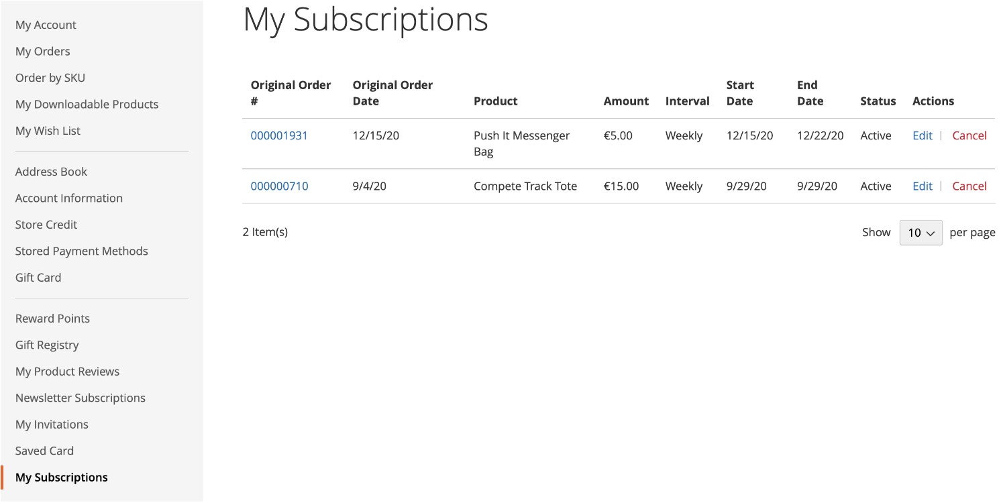 My Account
My Orders
Order by SKU
My Downloadable Products
My Wish List
Address Book
Account Information
Store Credit
Stored Payment Methods
Gift Card
Reward Points
Gift Registry
My Product Reviews
Newsletter Subscriptions
My Invitations
Saved Card
My Subscriptions
My Subscriptions
Original Order # Original Order Date Product Amount Interval Start Date End Date Status Actions
000001931 12/15/20 Push It Messenger Bag €5.00 Weekly 12/15/20 12/22/20 Active Edit | Cancel
000000710 9/4/20 Compete Track Tote €15.00 Weekly 9/29/20 9/29/20 Active Edit | Cancel
2 Item(s) Show 10 per page